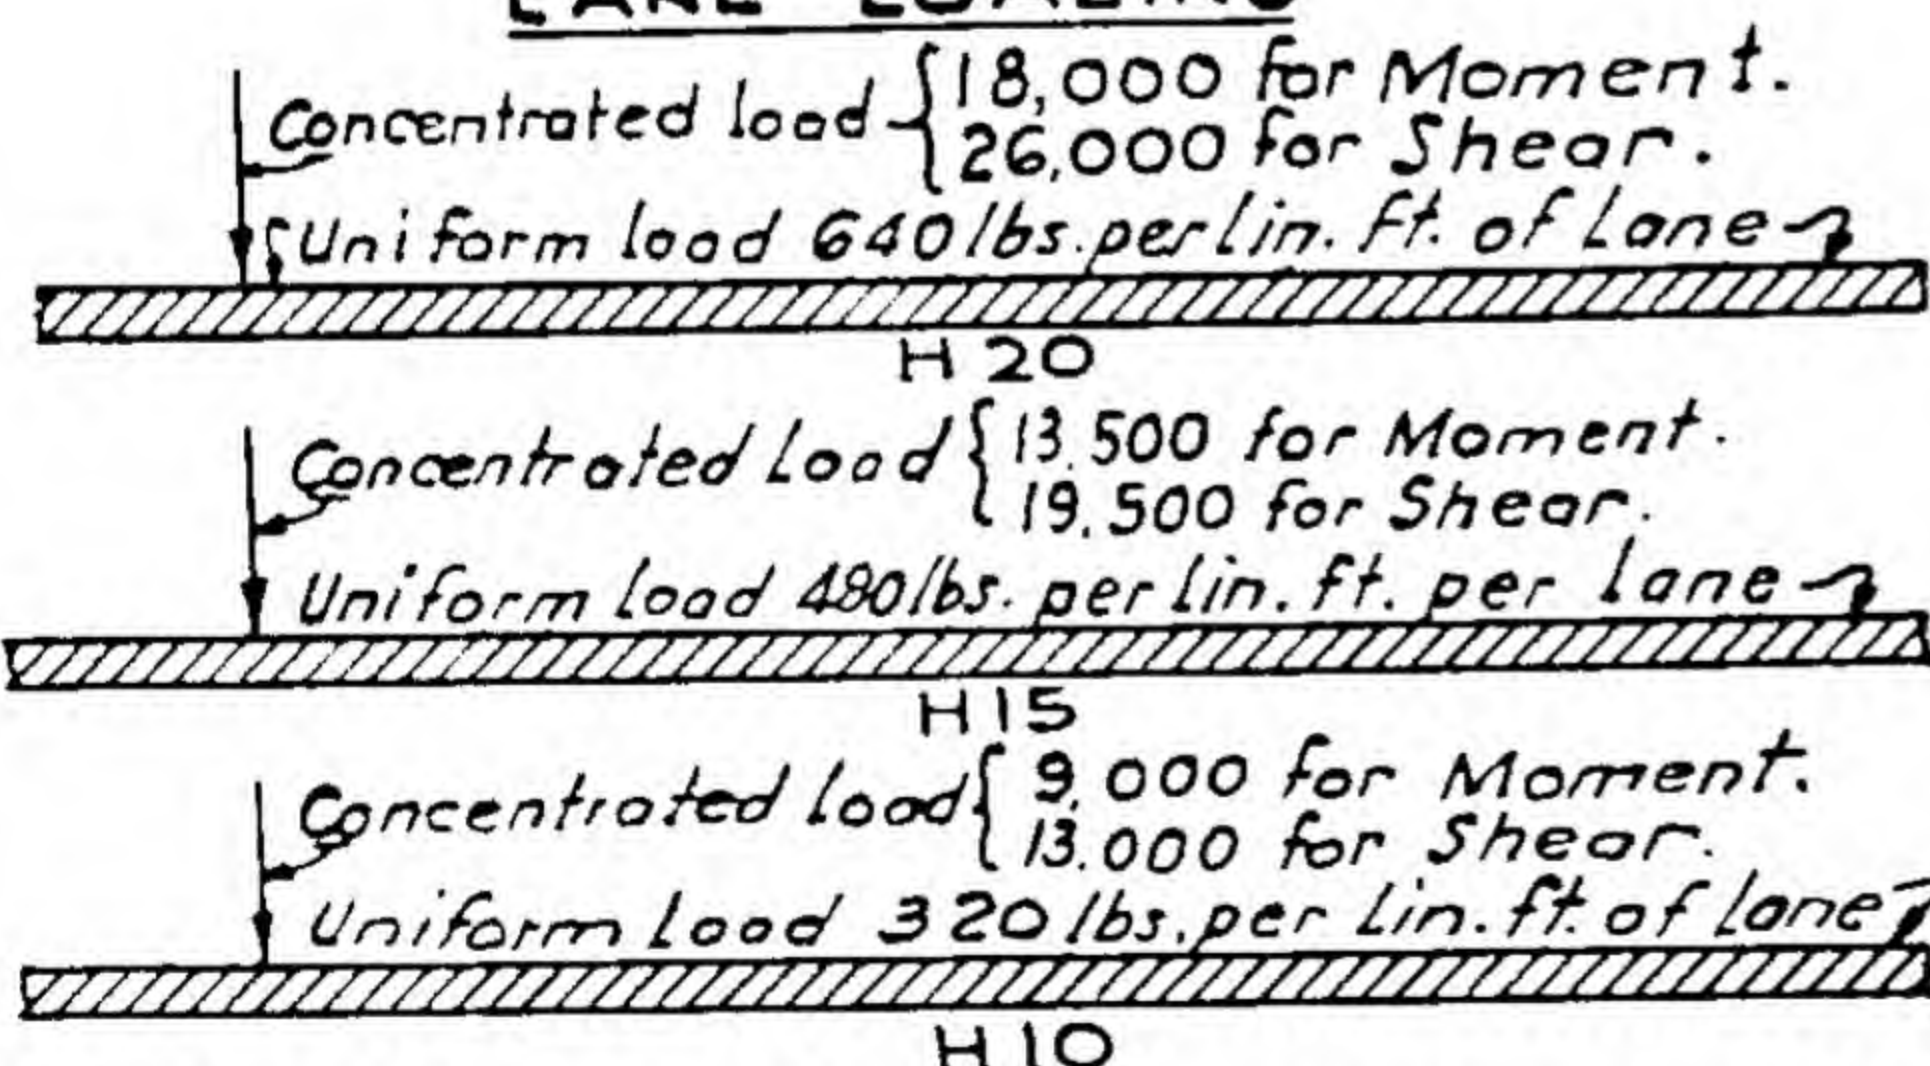 LANE LOADING
Concentrated load { 18,000 for Moment.
26,000 for Shear.
Uniform load 640 lbs. per lin. ft. of Lane
H 20
Concentrated Load { 13,500 for Moment.
19,500 for Shear.
Uniform load 480 lbs. per lin. ft. per lane
H 15
Concentrated load { 9,000 for Moment.
13,000 for Shear.
Uniform Load 320 lbs. per Lin. ft. of lane
H 10